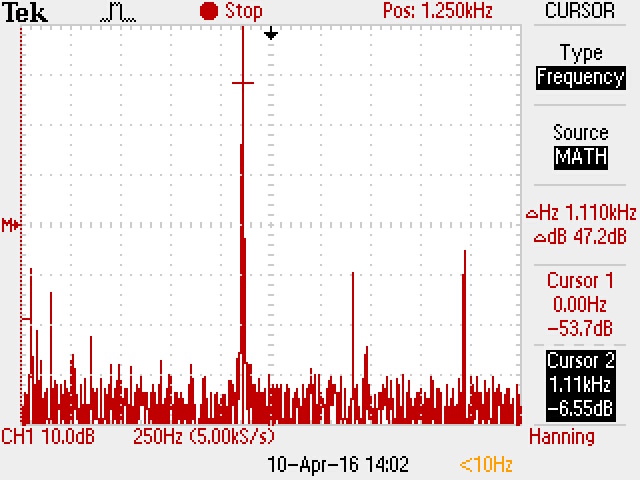 Tek Stop Pos: 1.250kHz CURSOR
Type
Frequency
Source
MATH
M
△Hz 1.110kHz
△dB 47.2dB
Cursor 1
0.00Hz
-53.7dB
Cursor 2
1.11kHz
-6.55dB
CH1 10.0dB 250Hz (5.00kS/s) Hanning
10-Apr-16 14:02 <10Hz